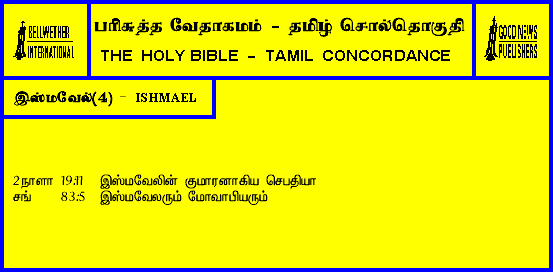 BELLWETHER
INTERNATIONAL
பரிசுத்த வேதாகமம் - தமிழ் சொல்தொகுதி
THE HOLY BIBLE - TAMIL CONCORDANCE
GOOD NEWS
PUBLISHERS
இஸ்மவேல்(4) - ISHMAEL
2நாளா 19:11 இஸ்மவேலின் குமாரனாகிய செபதியா
சங் 83:5 இஸ்மவேலரும் மோவாபியரும்